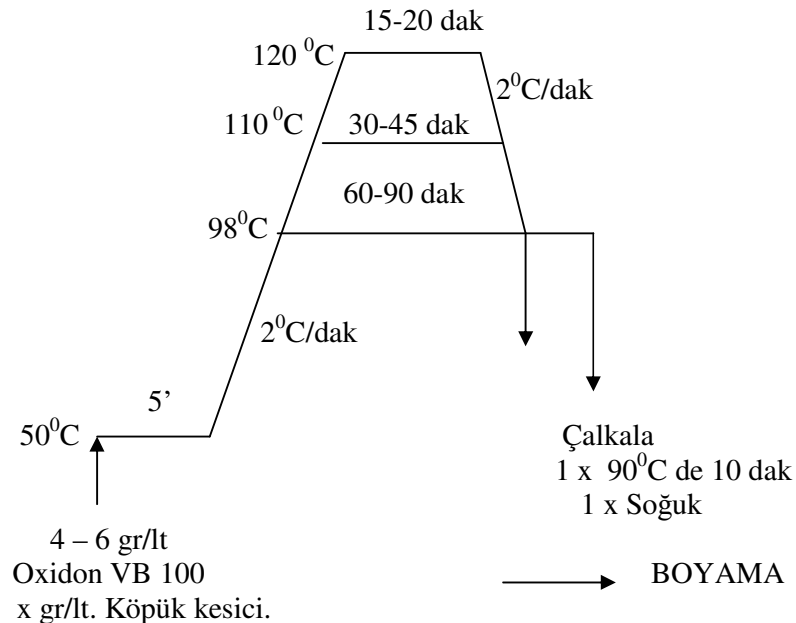 15-20 dak
120 ⁰C
2⁰C/dak
110 ⁰C
30-45 dak
60-90 dak
98⁰C
2⁰C/dak
5’
50⁰C
Çalkala
1 x 90⁰C de 10 dak
1 x Soğuk
4 – 6 gr/lt
Oxidon VB 100
x gr/lt. Köpük kesici.
BOYAMA